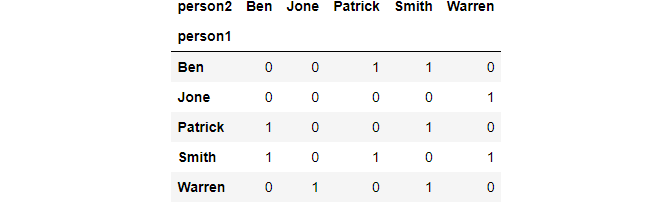 person2 Ben Jone Patrick Smith Warren
person1
Ben 0 0 1 1 0
Jone 0 0 0 0 1
Patrick 1 0 0 1 0
Smith 1 0 1 0 1
Warren 0 1 0 1 0